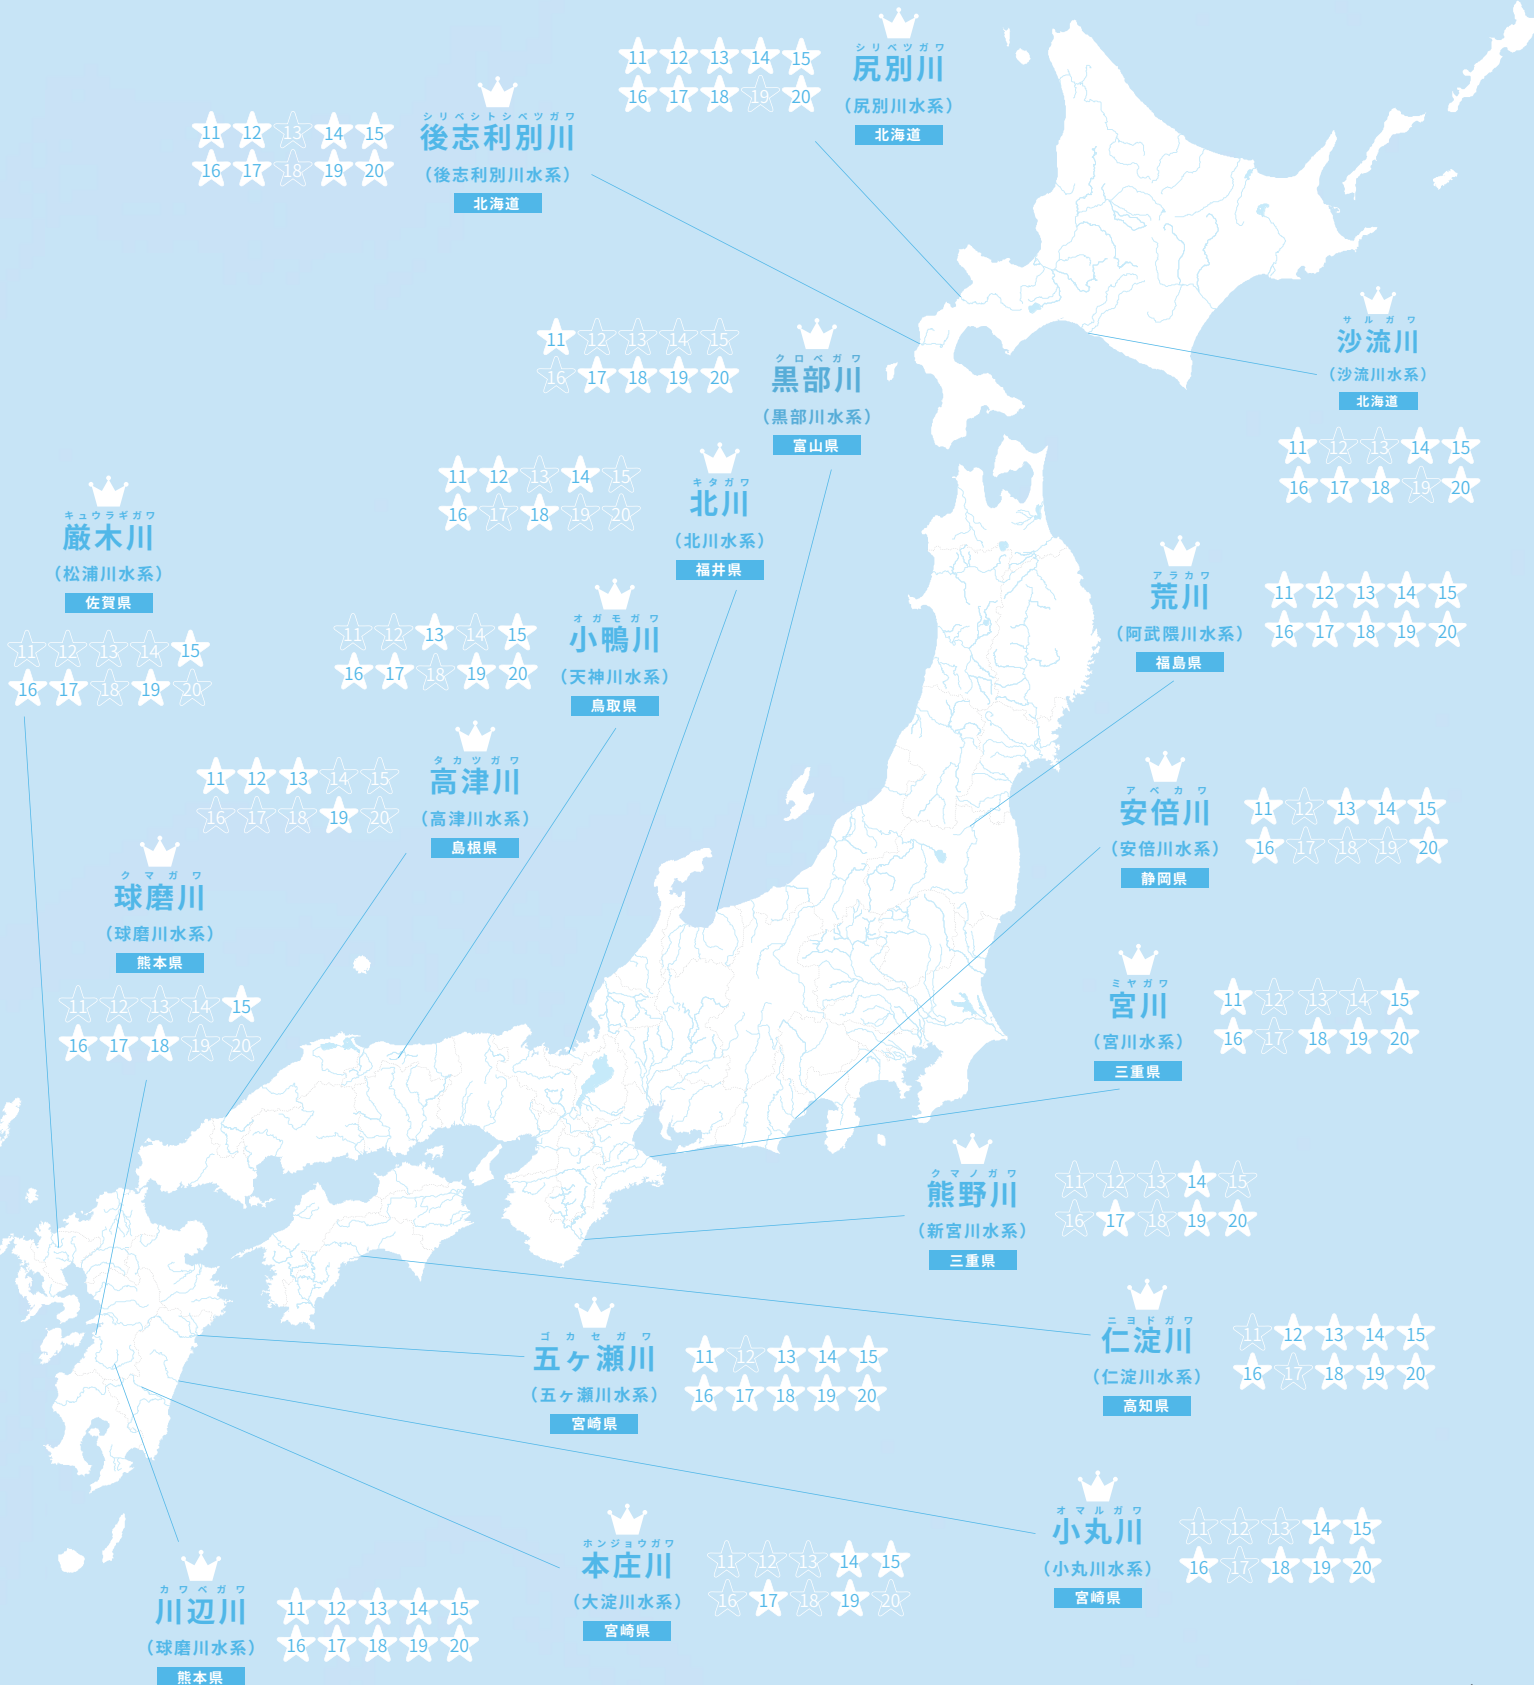 シリベツガワ
尻別川
（尻別川水系）
北海道
11 12 13 14 15
16 17 18 19 20
シリベシトシベツガワ
後志利別川
（後志利別川水系）
北海道
11 12 13 14 15
16 17 18 19 20
サルガワ
沙流川
（沙流川水系）
北海道
11 12 13 14 15
16 17 18 19 20
クロベガワ
黒部川
（黒部川水系）
富山県
11 12 13 14 15
16 17 18 19 20
キタガワ
北川
（北川水系）
福井県
11 12 13 14 15
16 17 18 19 20
キュウラギガワ
厳木川
（松浦川水系）
佐賀県
11 12 13 14 15
16 17 18 19 20
アラカワ
荒川
（阿武隈川水系）
福島県
11 12 13 14 15
16 17 18 19 20
オガモガワ
小鴨川
（天神川水系）
鳥取県
11 12 13 14 15
16 17 18 19 20
タカツガワ
高津川
（高津川水系）
島根県
11 12 13 14 15
16 17 18 19 20
アベカワ
安倍川
（安倍川水系）
静岡県
11 12 13 14 15
16 17 18 19 20
クマガワ
球磨川
（球磨川水系）
熊本県
11 12 13 14 15
16 17 18 19 20
ミヤガワ
宮川
（宮川水系）
三重県
11 12 13 14 15
16 17 18 19 20
クマノガワ
熊野川
（新宮川水系）
三重県
11 12 13 14 15
16 17 18 19 20
ニヨドガワ
仁淀川
（仁淀川水系）
高知県
11 12 13 14 15
16 17 18 19 20
ゴカセガワ
五ヶ瀬川
（五ヶ瀬川水系）
宮崎県
11 12 13 14 15
16 17 18 19 20
オマルガワ
小丸川
（小丸川水系）
宮崎県
11 12 13 14 15
16 17 18 19 20
ホンジョウガワ
本庄川
（大淀川水系）
宮崎県
11 12 13 14 15
16 17 18 19 20
カワベガワ
川辺川
（球磨川水系）
熊本県
11 12 13 14 15
16 17 18 19 20